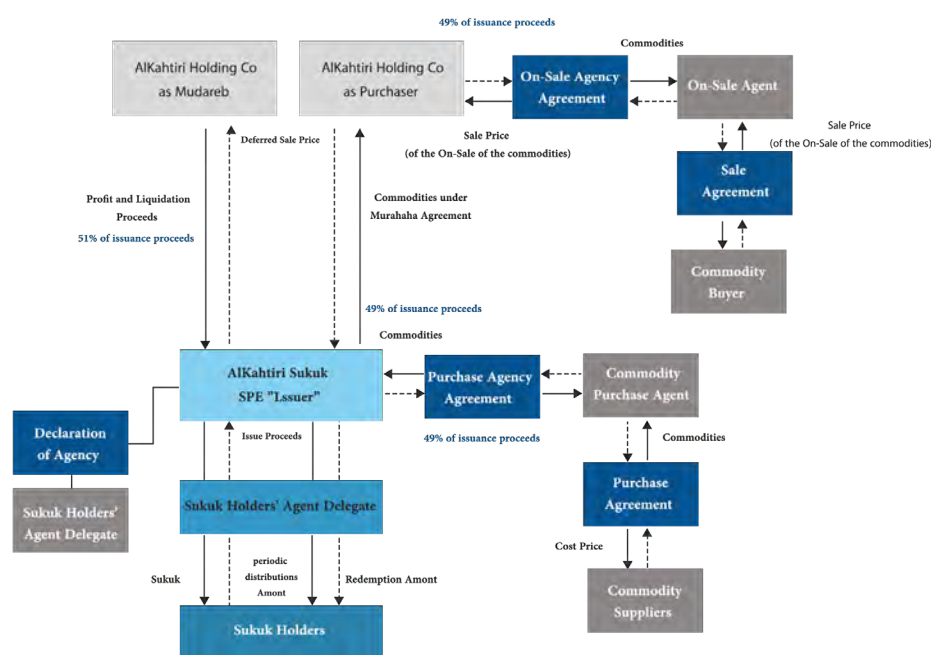 49% of issuance proceeds
Commodities
AlKahtiri Holding Co
as Mudareb
AlKahtiri Holding Co
as Purchaser
On-Sale Agency
Agreement
On-Sale Agent
Deferred Sale Price
Sale Price
(of the On-Sale of the commodities)
Sale Price
(of the On-Sale of the commodities)
Sale
Agreement
Profit and Liquidation
Proceeds
51% of issuance proceeds
Commodities under
Murahaha Agreement
Commodity
Buyer
49% of issuance proceeds
Commodities
AlKahtiri Sukuk
SPE "Lssuer"
Purchase Agency
Agreement
Commodity
Purchase Agent
Declaration
of Agency
Issue Proceeds
49% of issuance proceeds
Commodities
Sukuk Holders'
Agent Delegate
Sukuk Holders' Agent Delegate
Purchase
Agreement
Cost Price
Sukuk
periodic
distributions
Amont
Redemption Amont
Commodity
Suppliers
Sukuk Holders